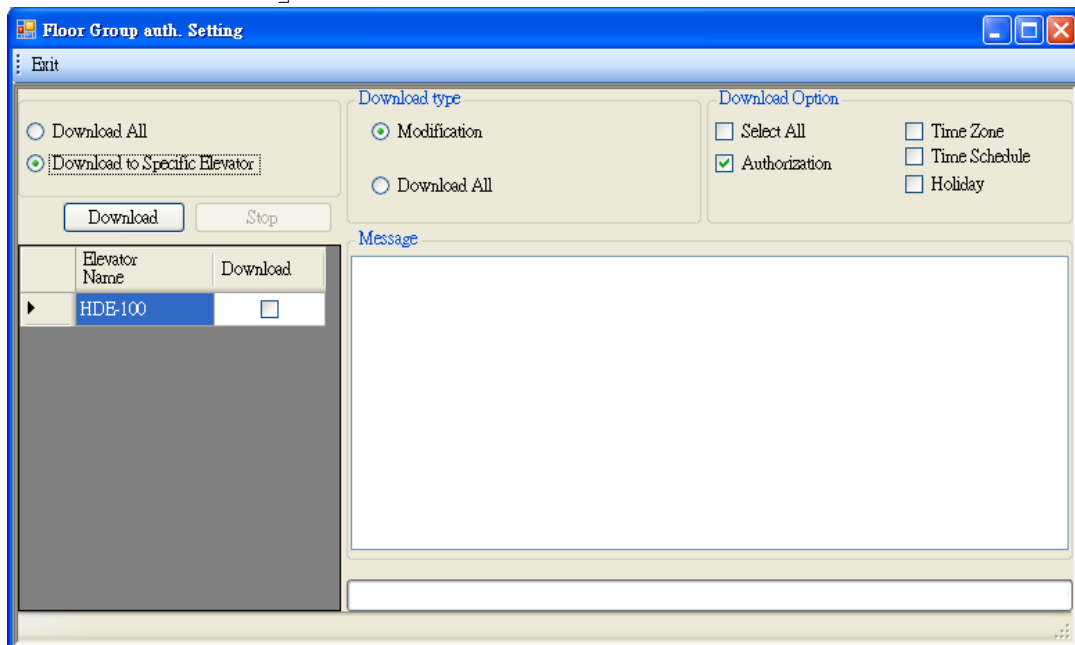 Floor Group auth. Setting
Exit
Download All
Download to Specific Elevator
Download Stop
Elevator Name Download
HDE-100
Download type
Modification
Download All
Download Option
Select All Time Zone
Authorization Time Schedule
Holiday
Message